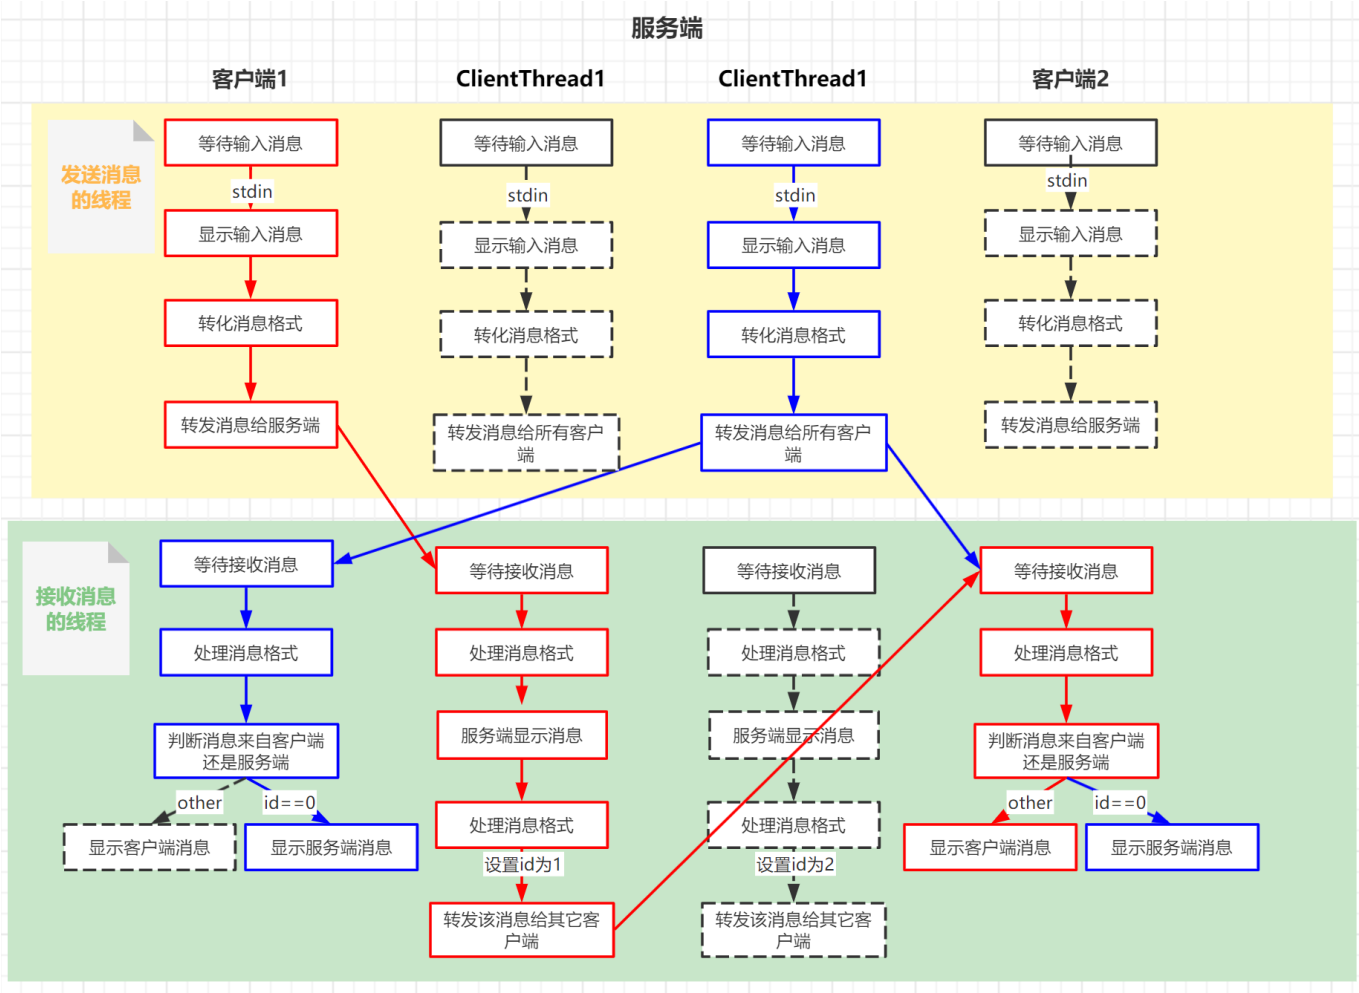 服务端
客户端1
ClientThread1
ClientThread1
客户端2
发送消息
的线程
等待输入消息
stdin
显示输入消息
转化消息格式
转发消息给服务端
等待输入消息
stdin
显示输入消息
转化消息格式
转发消息给所有客户
端
等待输入消息
stdin
显示输入消息
转化消息格式
转发消息给所有客户
端
等待输入消息
stdin
显示输入消息
转化消息格式
转发消息给服务端
接收消息
的线程
等待接收消息
处理消息格式
判断消息来自客户端
还是服务端
other
id==0
显示客户端消息
显示服务端消息
等待接收消息
处理消息格式
服务端显示消息
处理消息格式
设置id为1
转发该消息给其它客
户端
等待接收消息
处理消息格式
服务端显示消息
处理消息格式
设置id为2
转发该消息给其它客
户端
等待接收消息
处理消息格式
判断消息来自客户端
还是服务端
other
id==0
显示客户端消息
显示服务端消息